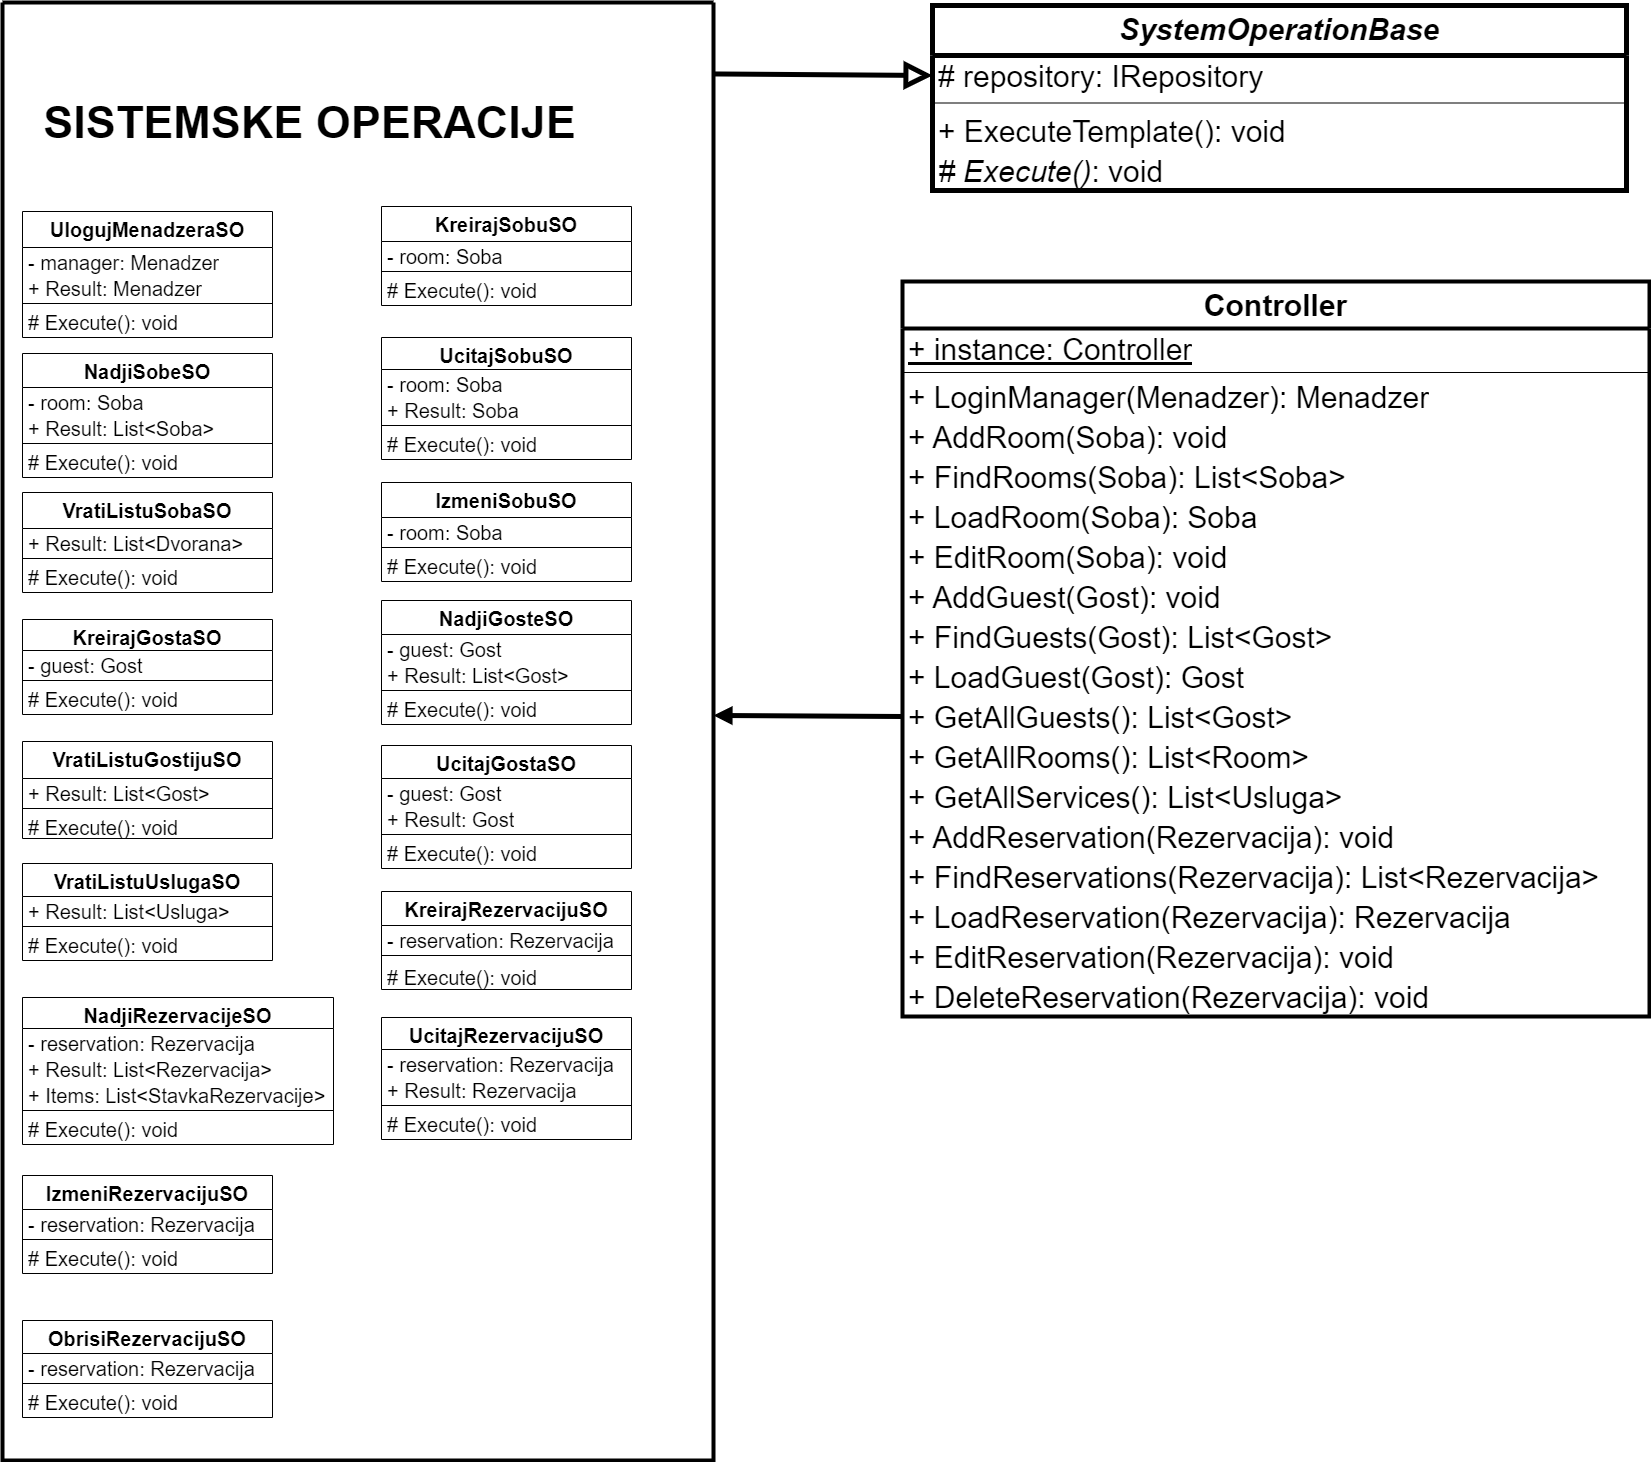 SISTEMSKE OPERACIJE
UlogujMenadzeraSO
- manager: Menadzer
+ Result: Menadzer
# Execute(): void
NadjiSobeSO
- room: Soba
+ Result: List<Soba>
# Execute(): void
VratiListuSobaSO
+ Result: List<Dvorana>
# Execute(): void
KreirajGostaSO
- guest: Gost
# Execute(): void
VratiListuGostijuSO
+ Result: List<Gost>
# Execute(): void
VratiListuUslugaSO
+ Result: List<Usluga>
# Execute(): void
NadjiRezervacijeSO
- reservation: Rezervacija
+ Result: List<Rezervacija>
+ Items: List<StavkaRezervacije>
# Execute(): void
IzmeniRezervacijuSO
- reservation: Rezervacija
# Execute(): void
ObrisiRezervacijuSO
- reservation: Rezervacija
# Execute(): void
KreirajSobuSO
- room: Soba
# Execute(): void
UcitajSobuSO
- room: Soba
+ Result: Soba
# Execute(): void
IzmeniSobuSO
- room: Soba
# Execute(): void
NadjiGosteSO
- guest: Gost
+ Result: List<Gost>
# Execute(): void
UcitajGostaSO
- guest: Gost
+ Result: Gost
# Execute(): void
KreirajRezervacijuSO
- reservation: Rezervacija
# Execute(): void
UcitajRezervacijuSO
- reservation: Rezervacija
+ Result: Rezervacija
# Execute(): void
SystemOperationBase
# repository: IRepository
+ ExecuteTemplate(): void
# Execute(): void
Controller
+ instance: Controller
+ LoginManager(Menadzer): Menadzer
+ AddRoom(Soba): void
+ FindRooms(Soba): List<Soba>
+ LoadRoom(Soba): Soba
+ EditRoom(Soba): void
+ AddGuest(Gost): void
+ FindGuests(Gost): List<Gost>
+ LoadGuest(Gost): Gost
+ GetAllGuests(): List<Gost>
+ GetAllRooms(): List<Room>
+ GetAllServices(): List<Usluga>
+ AddReservation(Rezervacija): void
+ FindReservations(Rezervacija): List<Rezervacija>
+ LoadReservation(Rezervacija): Rezervacija
+ EditReservation(Rezervacija): void
+ DeleteReservation(Rezervacija): void